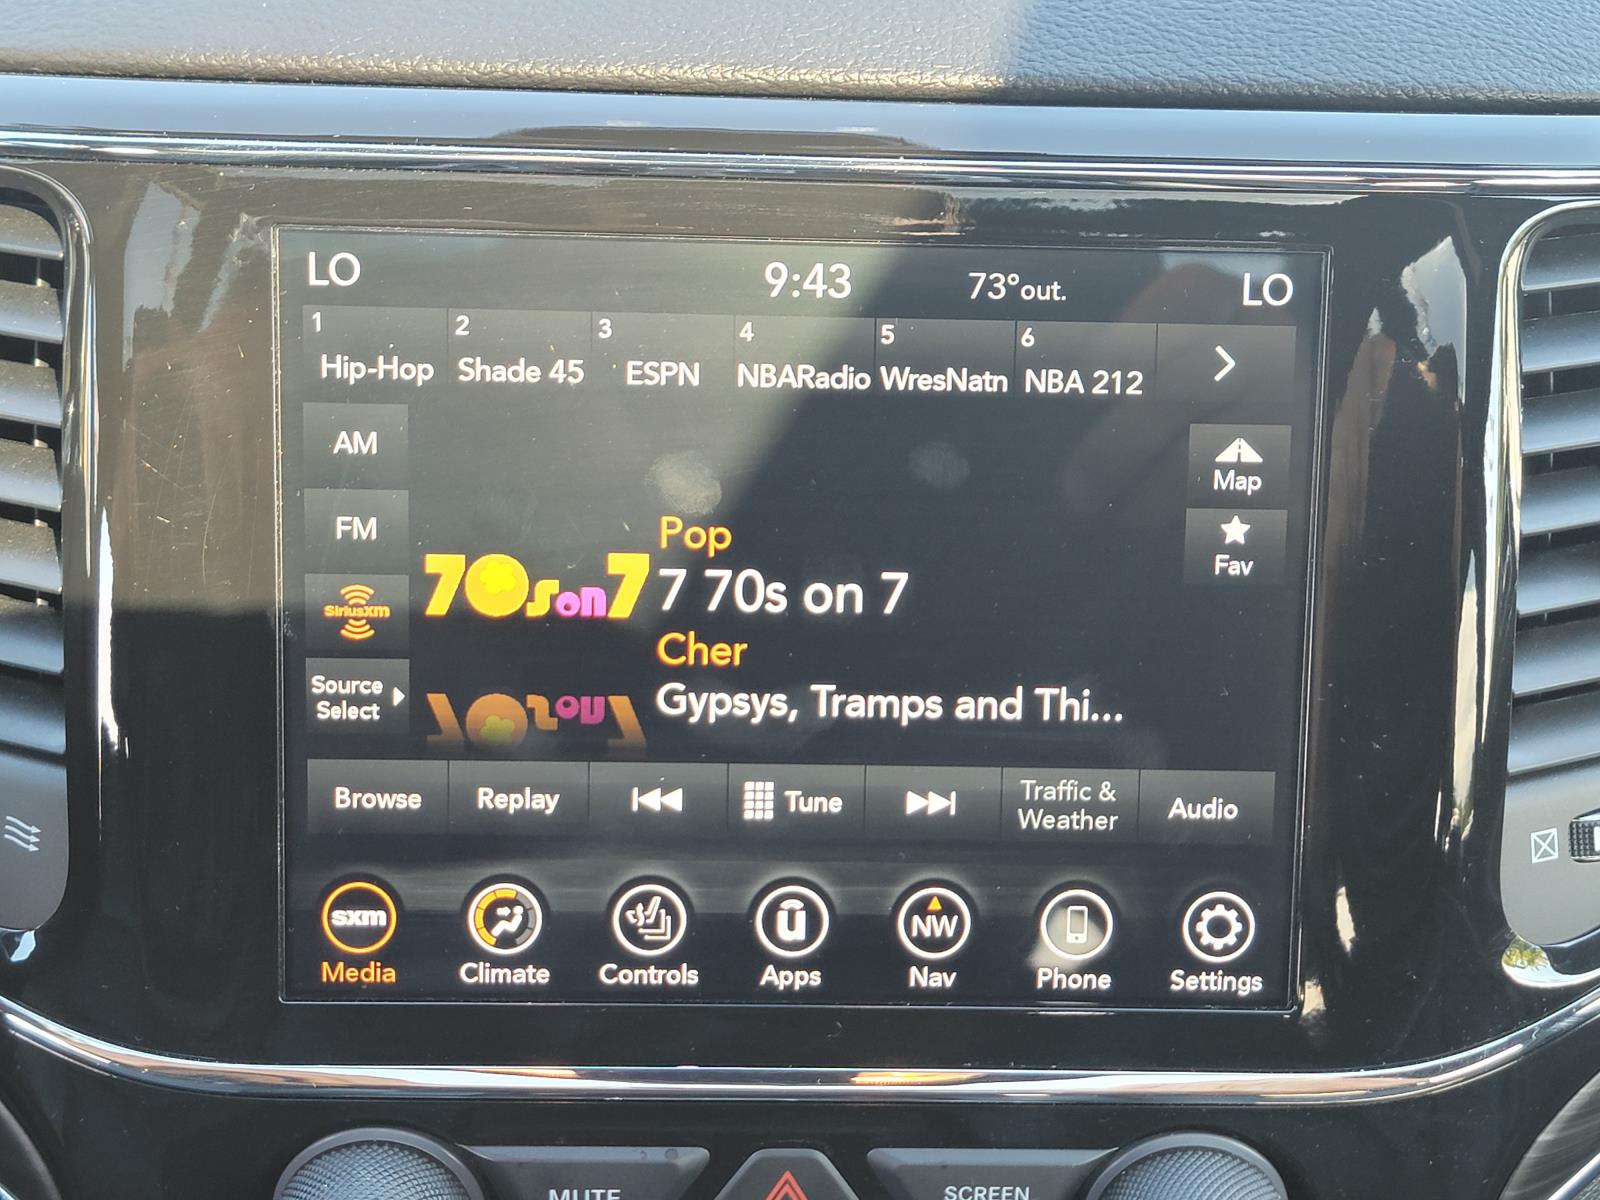 LO 9:43 73°out. LO
1 2 3 4 5 6
Hip-Hop Shade 45 ESPN NBARadio WresNatn NBA 212
AM
Map
FM
Fav
Pop
70s on 7
7 70s on 7
SiriusXM
Cher
Source
Select
Gypsys, Tramps and Thi...
Browse Replay Tune Traffic &
Weather Audio
sxm u NW
Media Climate Controls Apps Nav Phone Settings
MUTE SCREEN